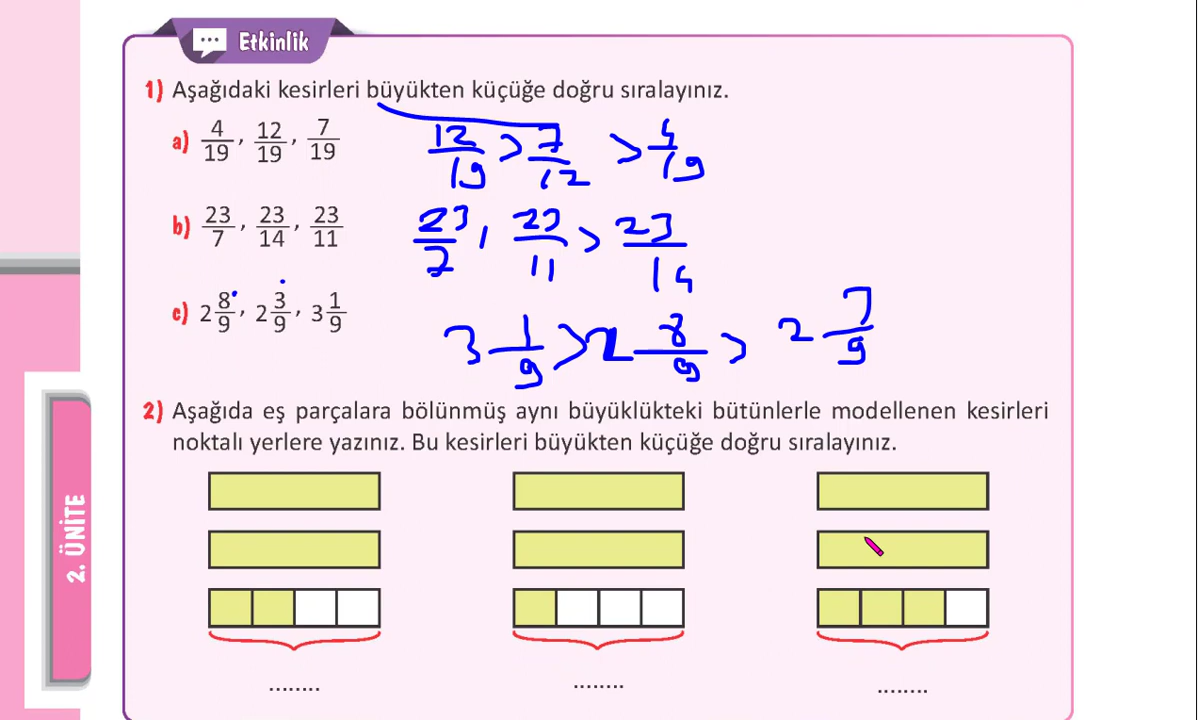 Etkinlik
1) Aşağıdaki kesirleri büyükten küçüğe doğru sıralayınız.
a) 4/19, 12/19, 7/19 12/19 > 7/12 > 4/19
b) 23/7, 23/14, 23/11 23/7, 23/11 > 23/14
c) 2 8/9, 2 3/9, 3 1/9 3 1/9 > 2 8/9 > 2 7/9
2) Aşağıda eş parçalara bölünmüş aynı büyüklükteki bütünlerle modellenen kesirleri
noktalı yerlere yazınız. Bu kesirleri büyükten küçüğe doğru sıralayınız.
........ ........ ........
2. ÜNİTE